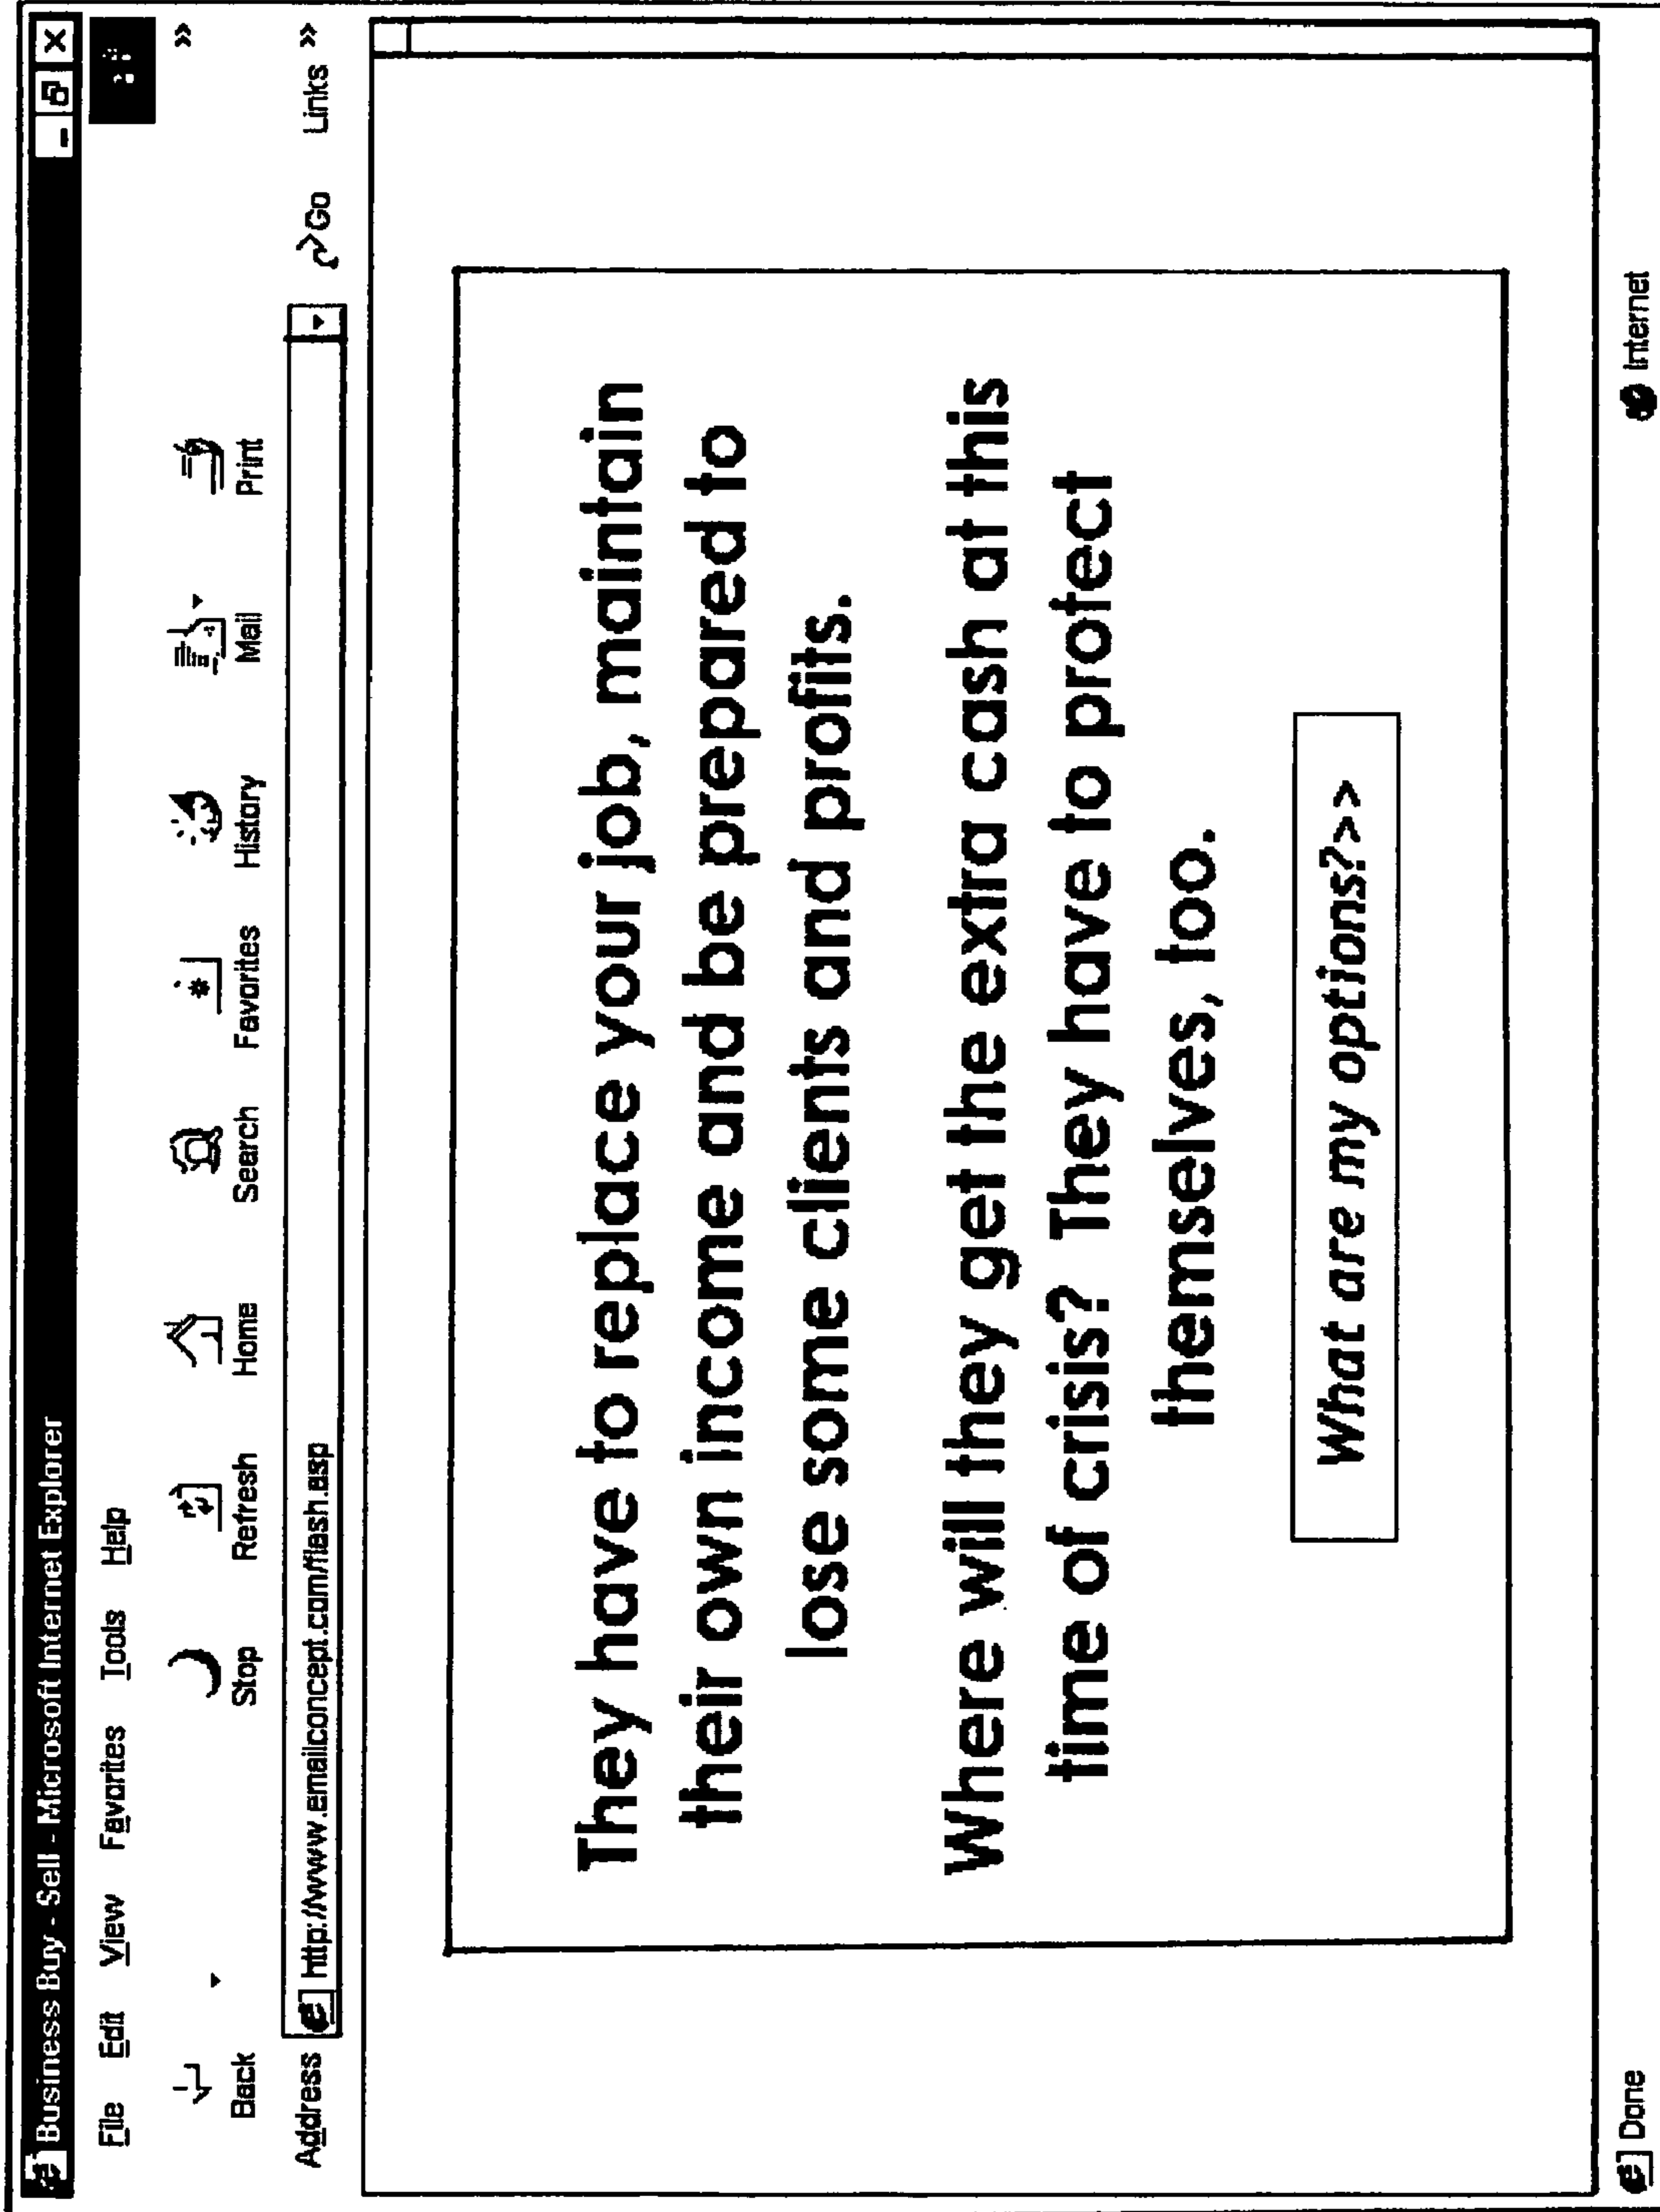 Business Buy - Sell - Microsoft Internet Explorer
File Edit View Favorites Tools Help
Back Stop Refresh Home Search Favorites History Mail Print »
Address http://www.emailconcept.com/flash.asp Go Links »
They have to replace your job, maintain
their own income and be prepared to
lose some clients and profits.
Where will they get the extra cash at this
time of crisis? They have to protect
themselves, too.
What are my options?>>
Done Internet